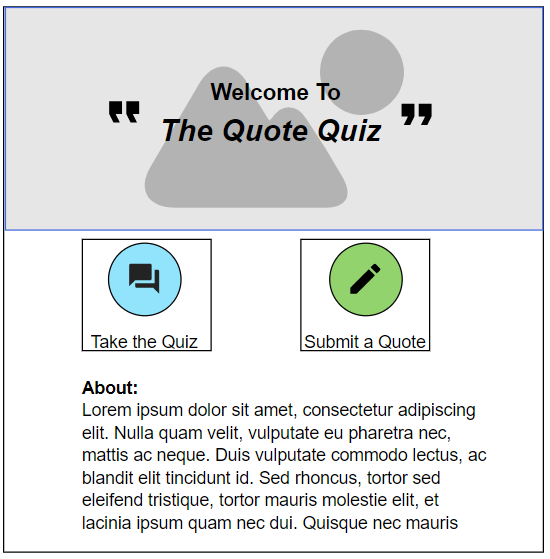 Welcome To
" The Quote Quiz "
Take the Quiz
Submit a Quote
About:
Lorem ipsum dolor sit amet, consectetur adipiscing
elit. Nulla quam velit, vulputate eu pharetra nec,
mattis ac neque. Duis vulputate commodo lectus, ac
blandit elit tincidunt id. Sed rhoncus, tortor sed
eleifend tristique, tortor mauris molestie elit, et
lacinia ipsum quam nec dui. Quisque nec mauris